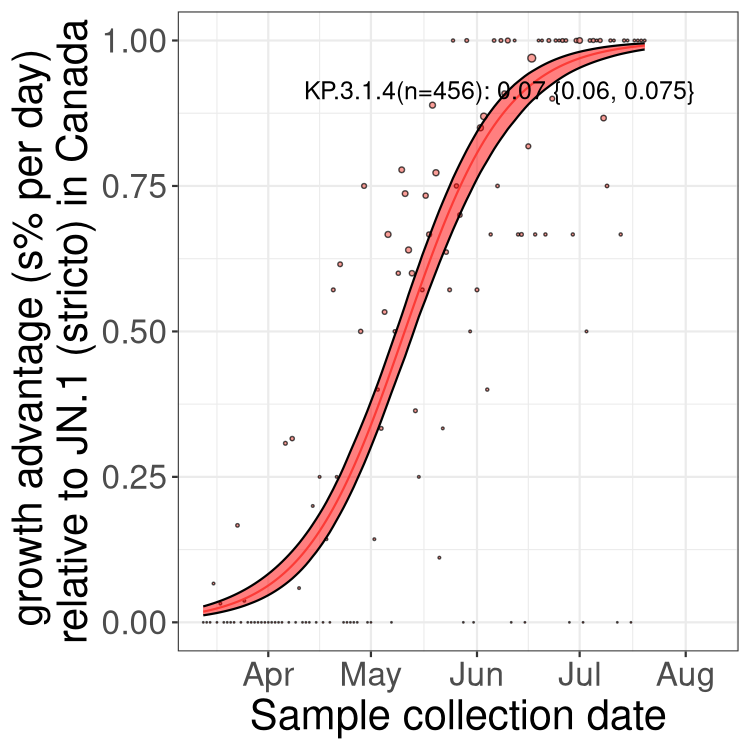 growth advantage (s% per day)
relative to JN.1 (stricto) in Canada
1.00
0.75
0.50
0.25
0.00
KP.3.1.4(n=456): 0.07 {0.06, 0.075}
Apr May Jun Jul Aug
Sample collection date